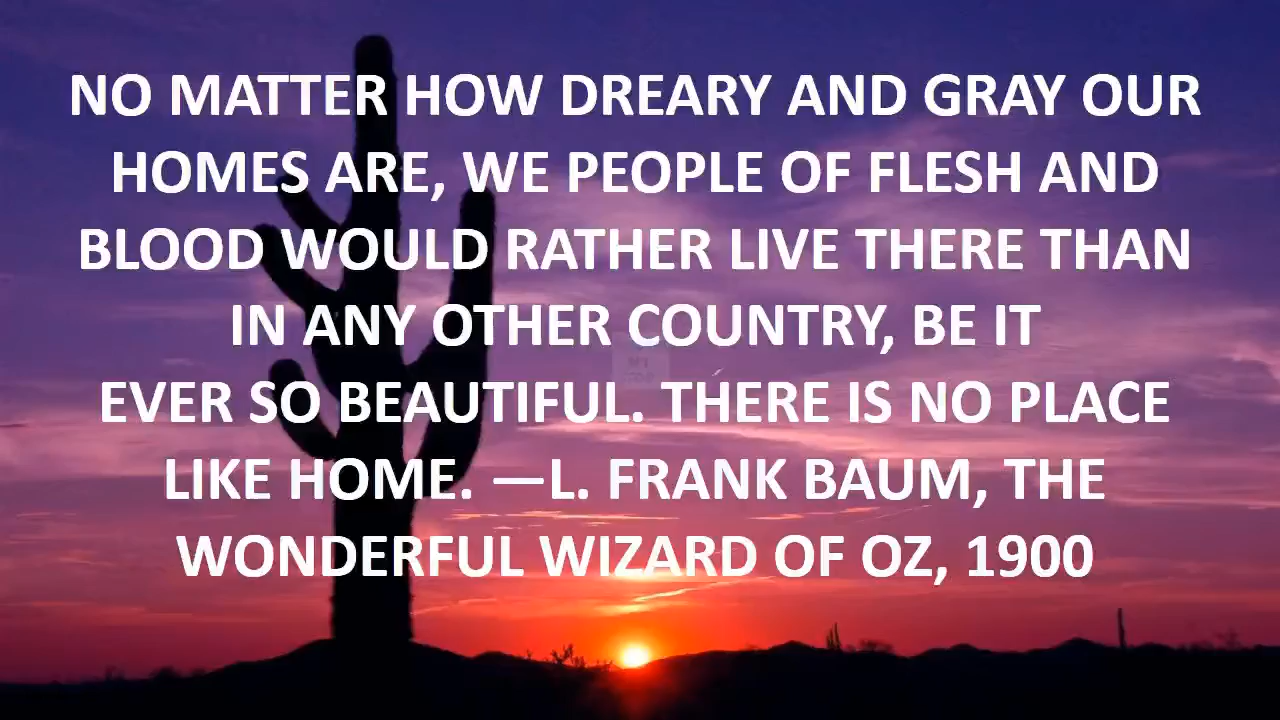 NO MATTER HOW DREARY AND GRAY OUR
HOMES ARE, WE PEOPLE OF FLESH AND
BLOOD WOULD RATHER LIVE THERE THAN
IN ANY OTHER COUNTRY, BE IT
EVER SO BEAUTIFUL. THERE IS NO PLACE
LIKE HOME. —L. FRANK BAUM, THE
WONDERFUL WIZARD OF OZ, 1900